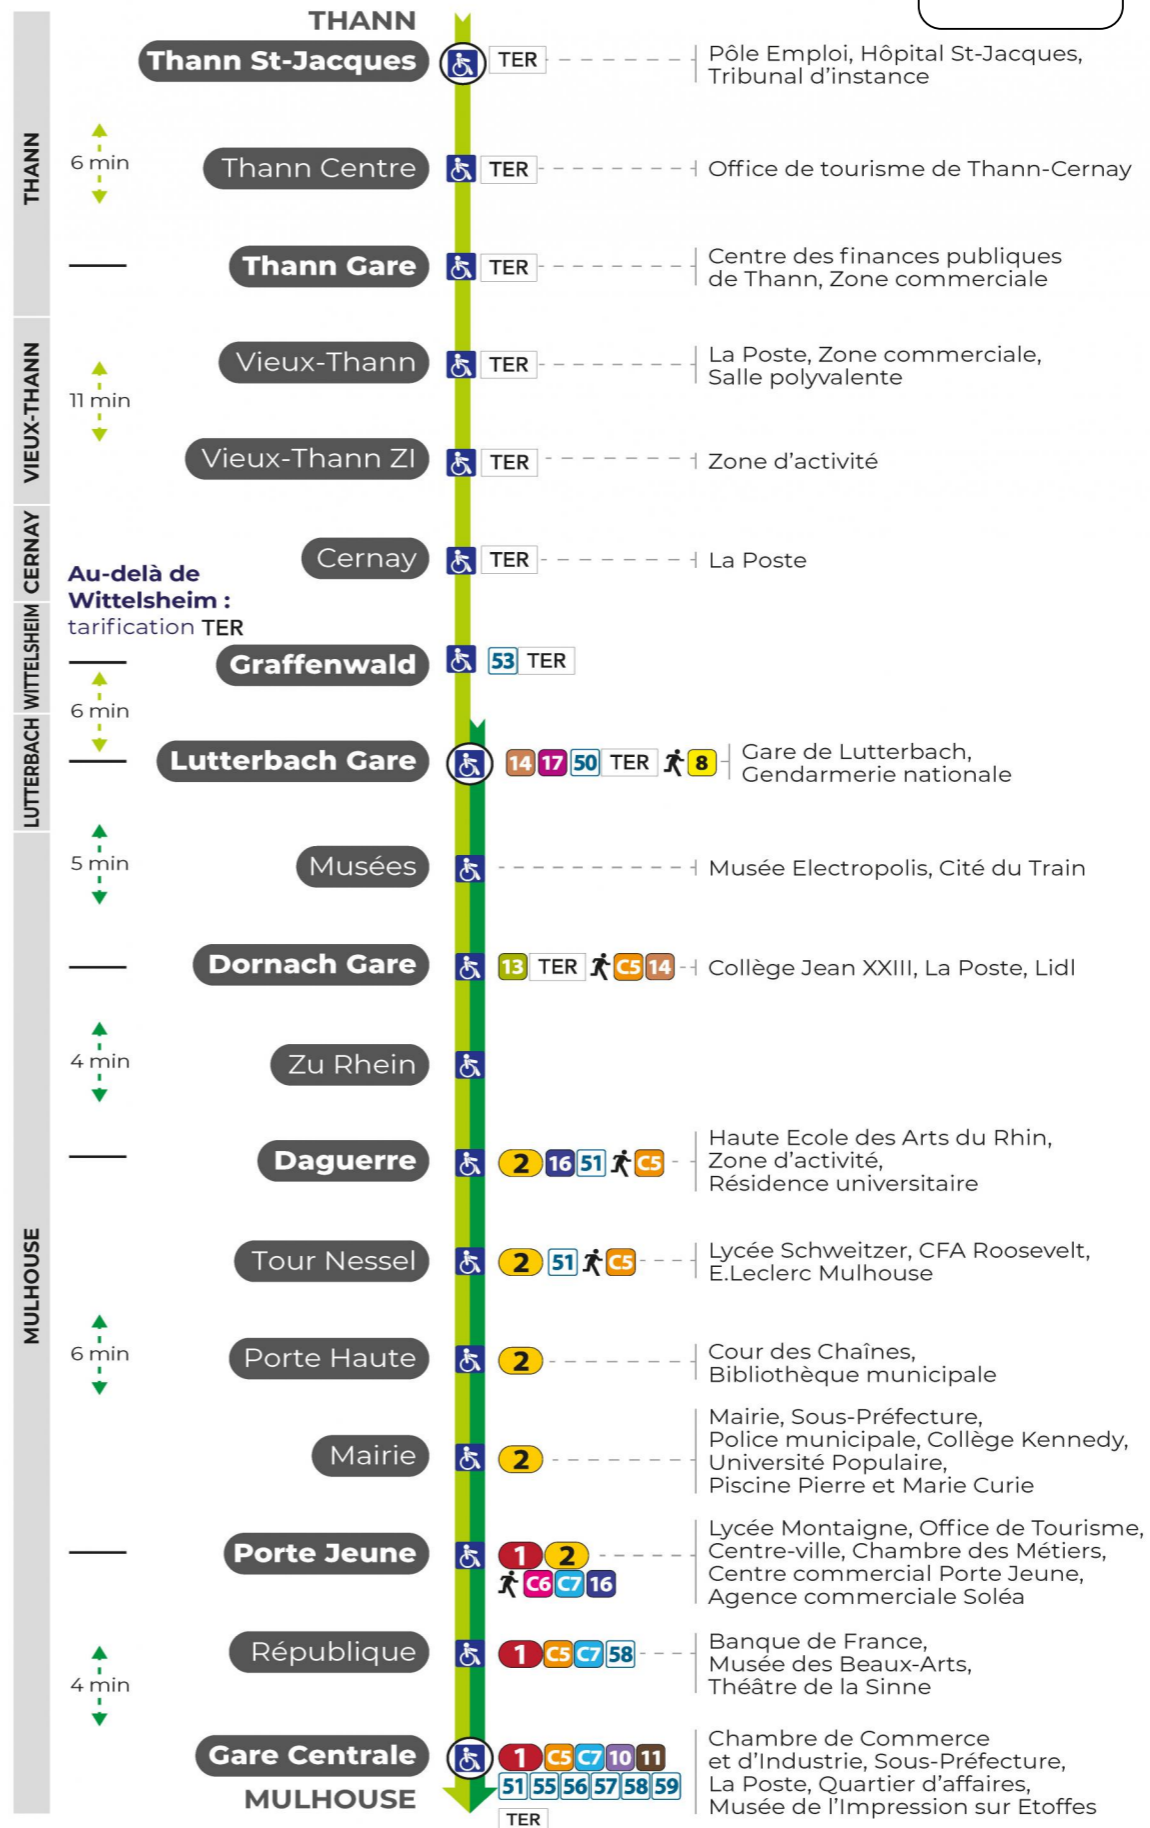 THANN
Thann St-Jacques TER Pôle Emploi, Hôpital St-Jacques,
Tribunal d'instance
THANN
6 min
Thann Centre TER Office de tourisme de Thann-Cernay
Thann Gare TER Centre des finances publiques
de Thann, Zone commerciale
VIEUX-THANN
Vieux-Thann TER La Poste, Zone commerciale,
Salle polyvalente
11 min
Vieux-Thann ZI TER Zone d'activité
CERNAY
Cernay TER La Poste
Au-delà de
Wittelsheim :
tarification TER
WITTELSHEIM
Graffenwald 53 TER
6 min
LUTTERBACH
Lutterbach Gare 14 17 50 TER 8 Gare de Lutterbach,
Gendarmerie nationale
MULHOUSE
5 min
Musées Musée Electropolis, Cité du Train
Dornach Gare 13 TER C5 14 Collège Jean XXIII, La Poste, Lidl
4 min
Zu Rhein
Daguerre 2 16 51 C5 Haute Ecole des Arts du Rhin,
Zone d'activité,
Résidence universitaire
Tour Nessel 2 51 C5 Lycée Schweitzer, CFA Roosevelt,
E.Leclerc Mulhouse
6 min
Porte Haute 2 Cour des Chaînes,
Bibliothèque municipale
Mairie 2 Mairie, Sous-Préfecture,
Police municipale, Collège Kennedy,
Université Populaire,
Piscine Pierre et Marie Curie
Porte Jeune 1 2 Lycée Montaigne, Office de Tourisme,
Centre-ville, Chambre des Métiers,
C6 C7 16 Centre commercial Porte Jeune,
Agence commerciale Soléa
République 1 C5 C7 58 Banque de France,
Musée des Beaux-Arts,
Théâtre de la Sinne
4 min
Gare Centrale 1 C5 C7 10 11 Chambre de Commerce
et d'Industrie, Sous-Préfecture,
51 55 56 57 58 59 La Poste, Quartier d'affaires,
MULHOUSE TER Musée de l'Impression sur Etoffes